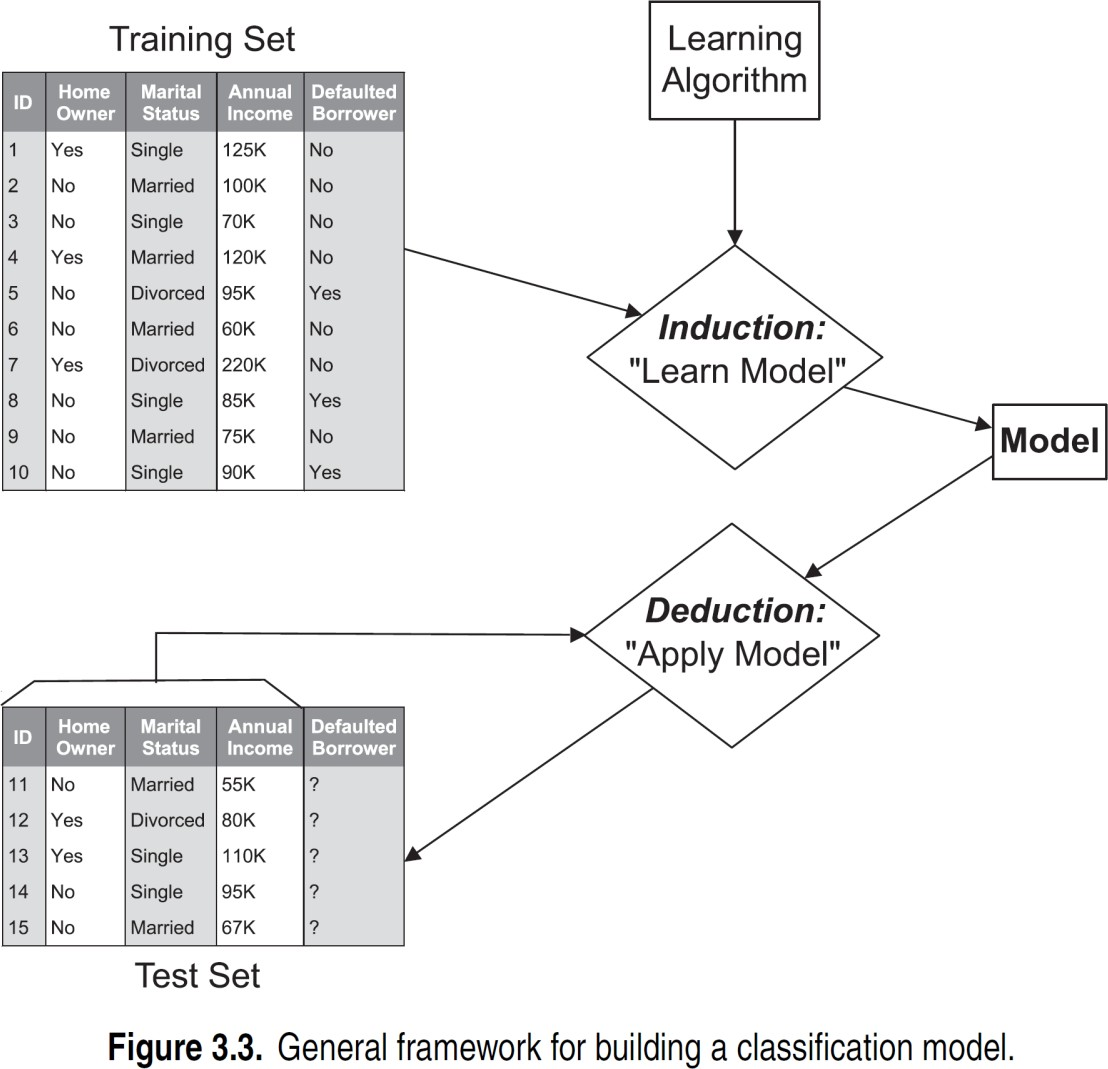 Training Set
ID Home Owner Marital Status Annual Income Defaulted Borrower
1 Yes Single 125K No
2 No Married 100K No
3 No Single 70K No
4 Yes Married 120K No
5 No Divorced 95K Yes
6 No Married 60K No
7 Yes Divorced 220K No
8 No Single 85K Yes
9 No Married 75K No
10 No Single 90K Yes
Learning
Algorithm
Induction:
"Learn Model"
Model
Deduction:
"Apply Model"
ID Home Owner Marital Status Annual Income Defaulted Borrower
11 No Married 55K ?
12 Yes Divorced 80K ?
13 Yes Single 110K ?
14 No Single 95K ?
15 No Married 67K ?
Test Set
Figure 3.3. General framework for building a classification model.